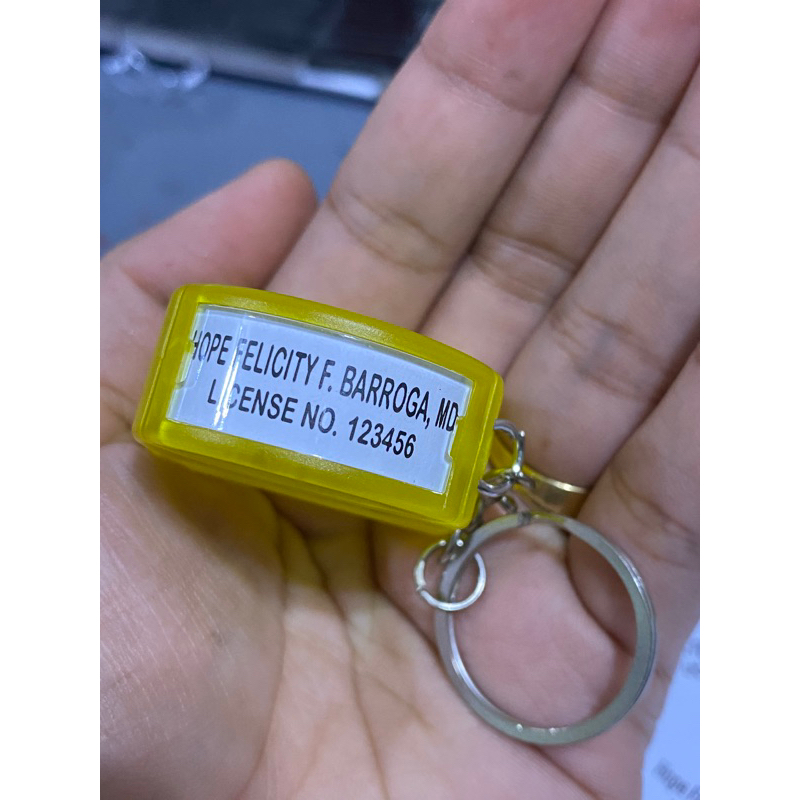 HOPE FELICITY F. BARROGA, MD
LICENSE NO. 123456